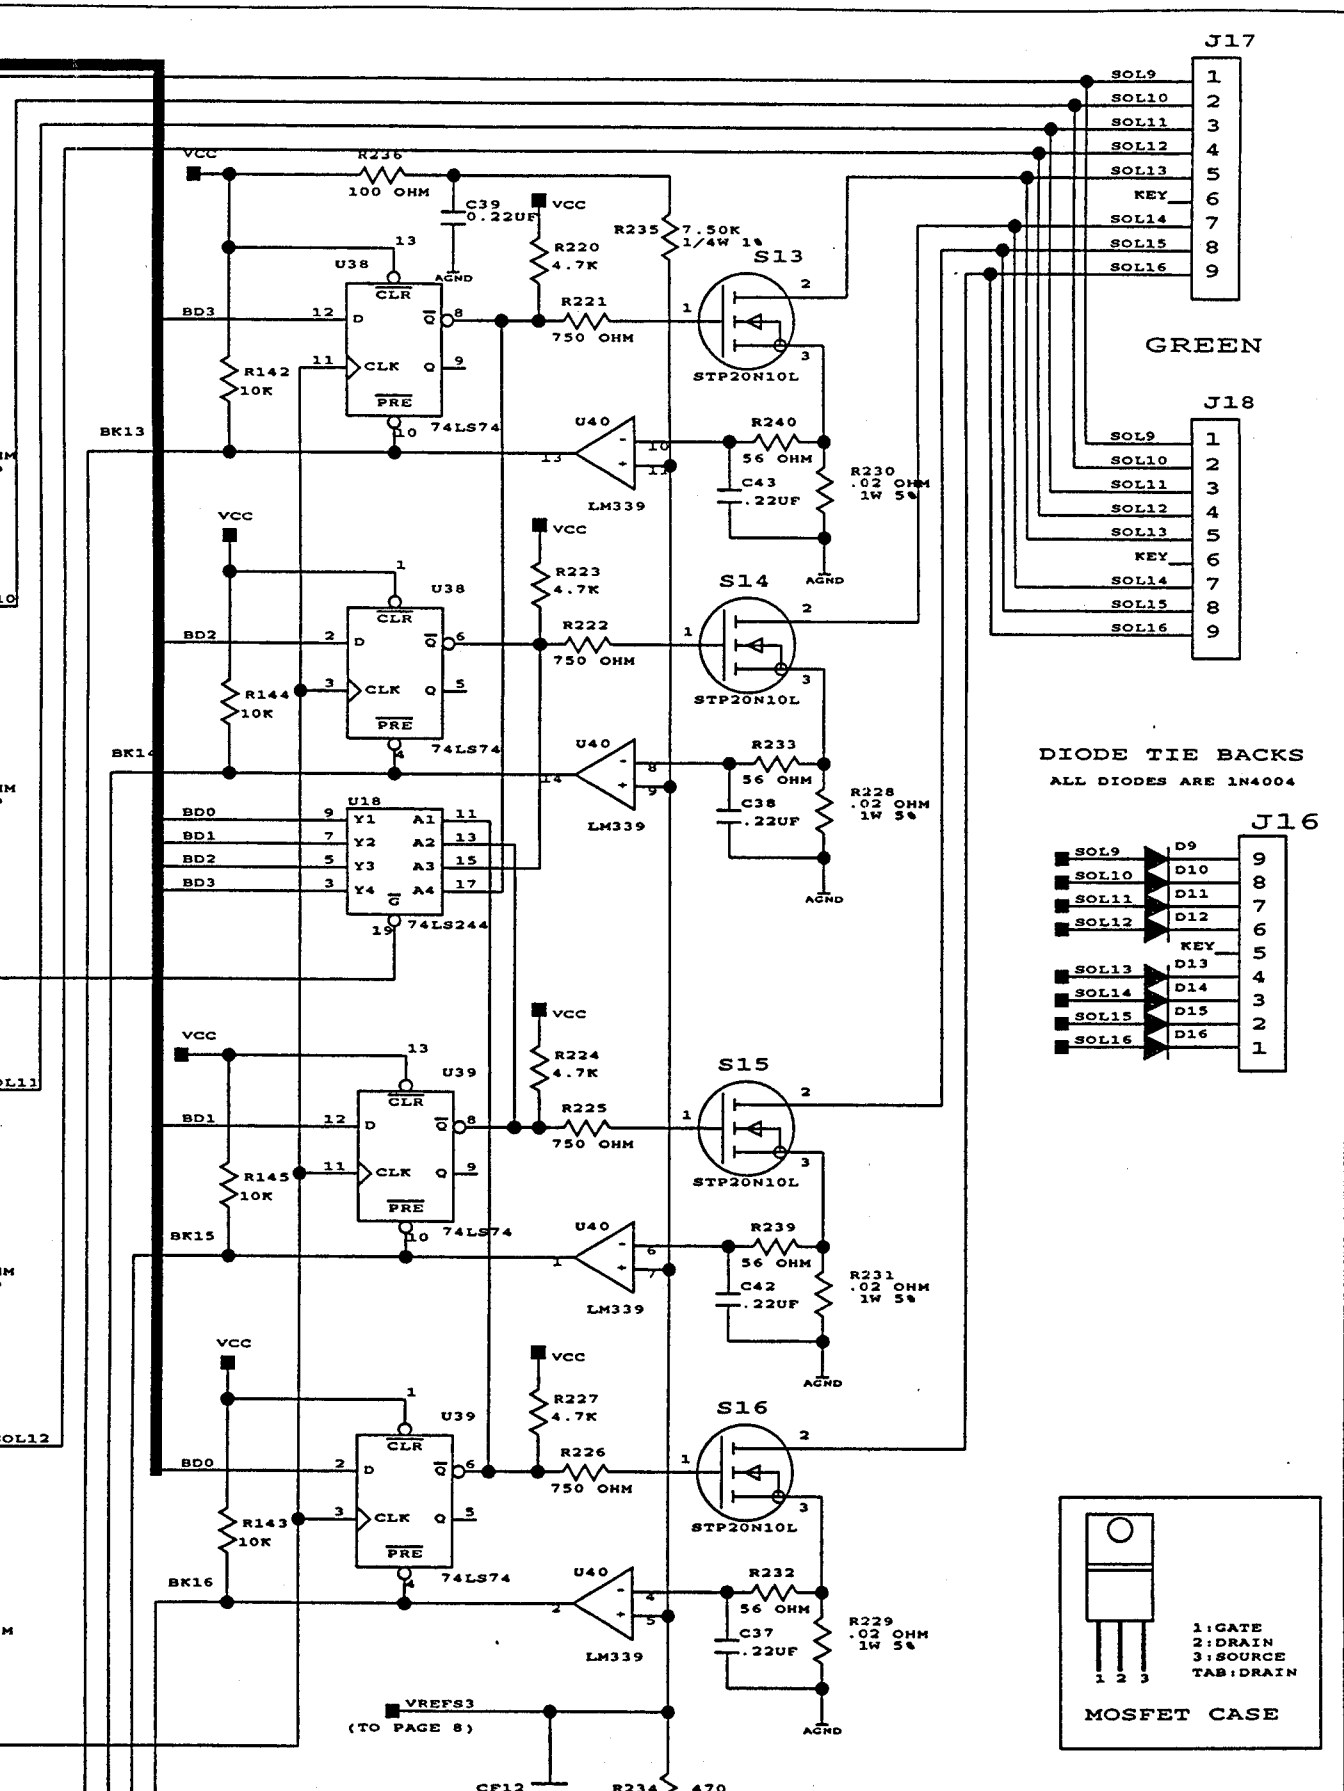 J17
SOL9 1
SOL10 2
SOL11 3
SOL12 4
SOL13 5
KEY 6
SOL14 7
SOL15 8
SOL16 9
GREEN
J18
SOL9 1
SOL10 2
SOL11 3
SOL12 4
SOL13 5
KEY 6
SOL14 7
SOL15 8
SOL16 9
VCC
R236
100 OHM
C39
0.22UF
AGND
VCC
R220
4.7K
R235
7.50K
1/4W 1%
S13
U38
13
CLR
BD3
12 D
Q 8
11 CLK
Q 9
PRE
10
74LS74
R142
10K
R221
750 OHM
1
2
3
STP20N10L
BK13
13
U40
-
10
+
11
LM339
R240
56 OHM
C43
.22UF
R230
.02 OHM
1W 5%
AGND
VCC
VCC
R223
4.7K
S14
U38
1
CLR
BD2
2 D
Q 6
3 CLK
Q 5
PRE
4
74LS74
R144
10K
R222
750 OHM
1
2
3
STP20N10L
BK14
14
U40
-
8
+
9
LM339
R233
56 OHM
C38
.22UF
R228
.02 OHM
1W 5%
AGND
U18
BD0 9 Y1 A1 11
BD1 7 Y2 A2 13
BD2 5 Y3 A3 15
BD3 3 Y4 A4 17
G
19
74LS244
DIODE TIE BACKS
ALL DIODES ARE 1N4004
J16
SOL9 D9 9
SOL10 D10 8
SOL11 D11 7
SOL12 D12 6
KEY 5
SOL13 D13 4
SOL14 D14 3
SOL15 D15 2
SOL16 D16 1
VCC
VCC
R224
4.7K
S15
U39
13
CLR
BD1
12 D
Q 8
11 CLK
Q 9
PRE
10
74LS74
R145
10K
R225
750 OHM
1
2
3
STP20N10L
BK15
1
U40
-
6
+
7
LM339
R239
56 OHM
C42
.22UF
R231
.02 OHM
1W 5%
AGND
VCC
VCC
R227
4.7K
S16
U39
1
CLR
BD0
2 D
Q 6
3 CLK
Q 5
PRE
4
74LS74
R143
10K
R226
750 OHM
1
2
3
STP20N10L
BK16
2
U40
-
4
+
5
LM339
R232
56 OHM
C37
.22UF
R229
.02 OHM
1W 5%
AGND
VREFS3
(TO PAGE 8)
CF12
R234
470
1 2 3
1:GATE
2:DRAIN
3:SOURCE
TAB:DRAIN
MOSFET CASE